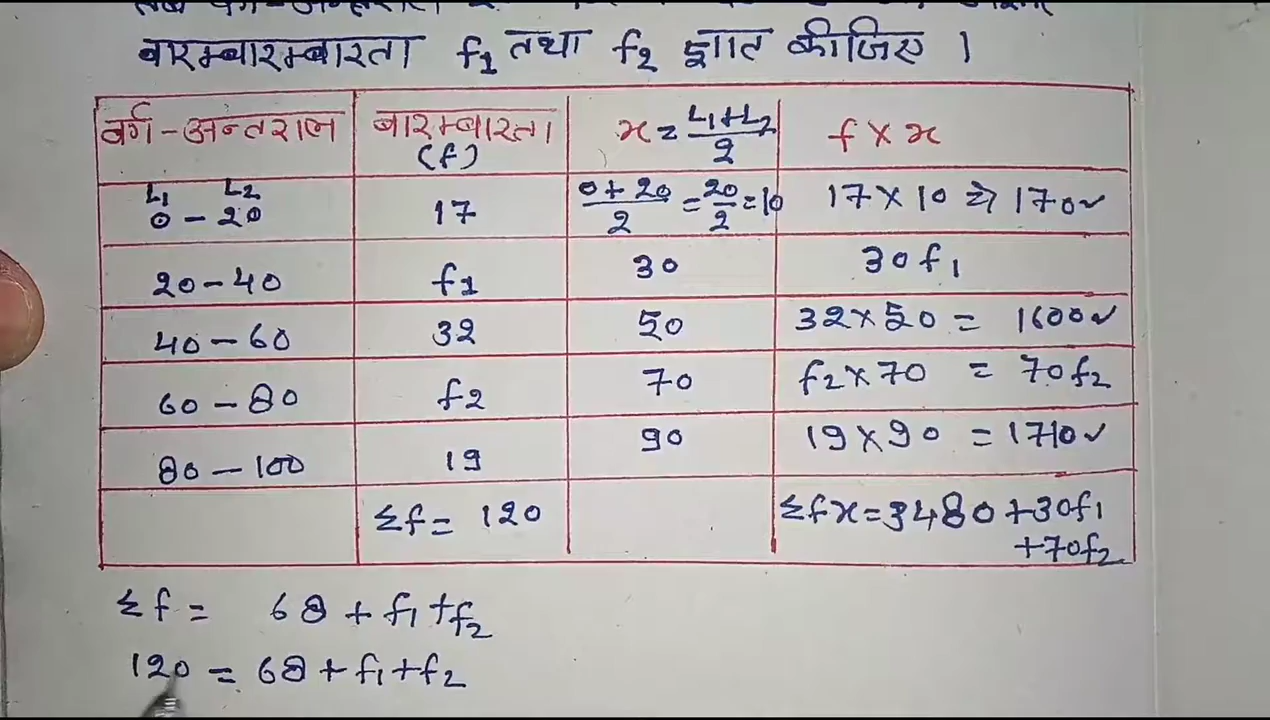 बारम्बारम्बारता f1 तथा f2 ज्ञात कीजिए ।
वर्ग-अन्तराल बारम्बारता (f) x = L1+L2/2 f × x
L1 L2
0 - 20 17 0+20/2 = 20/2 = 10 17 × 10 ⇒ 170✓
20 - 40 f1 30 30f1
40 - 60 32 50 32×50 = 1600✓
60 - 80 f2 70 f2×70 = 70f2
80 - 100 19 90 19×90 = 1710✓
Σf = 120 Σfx = 3480+30f1
+70f2
Σf = 68 + f1+f2
120 = 68 + f1+f2